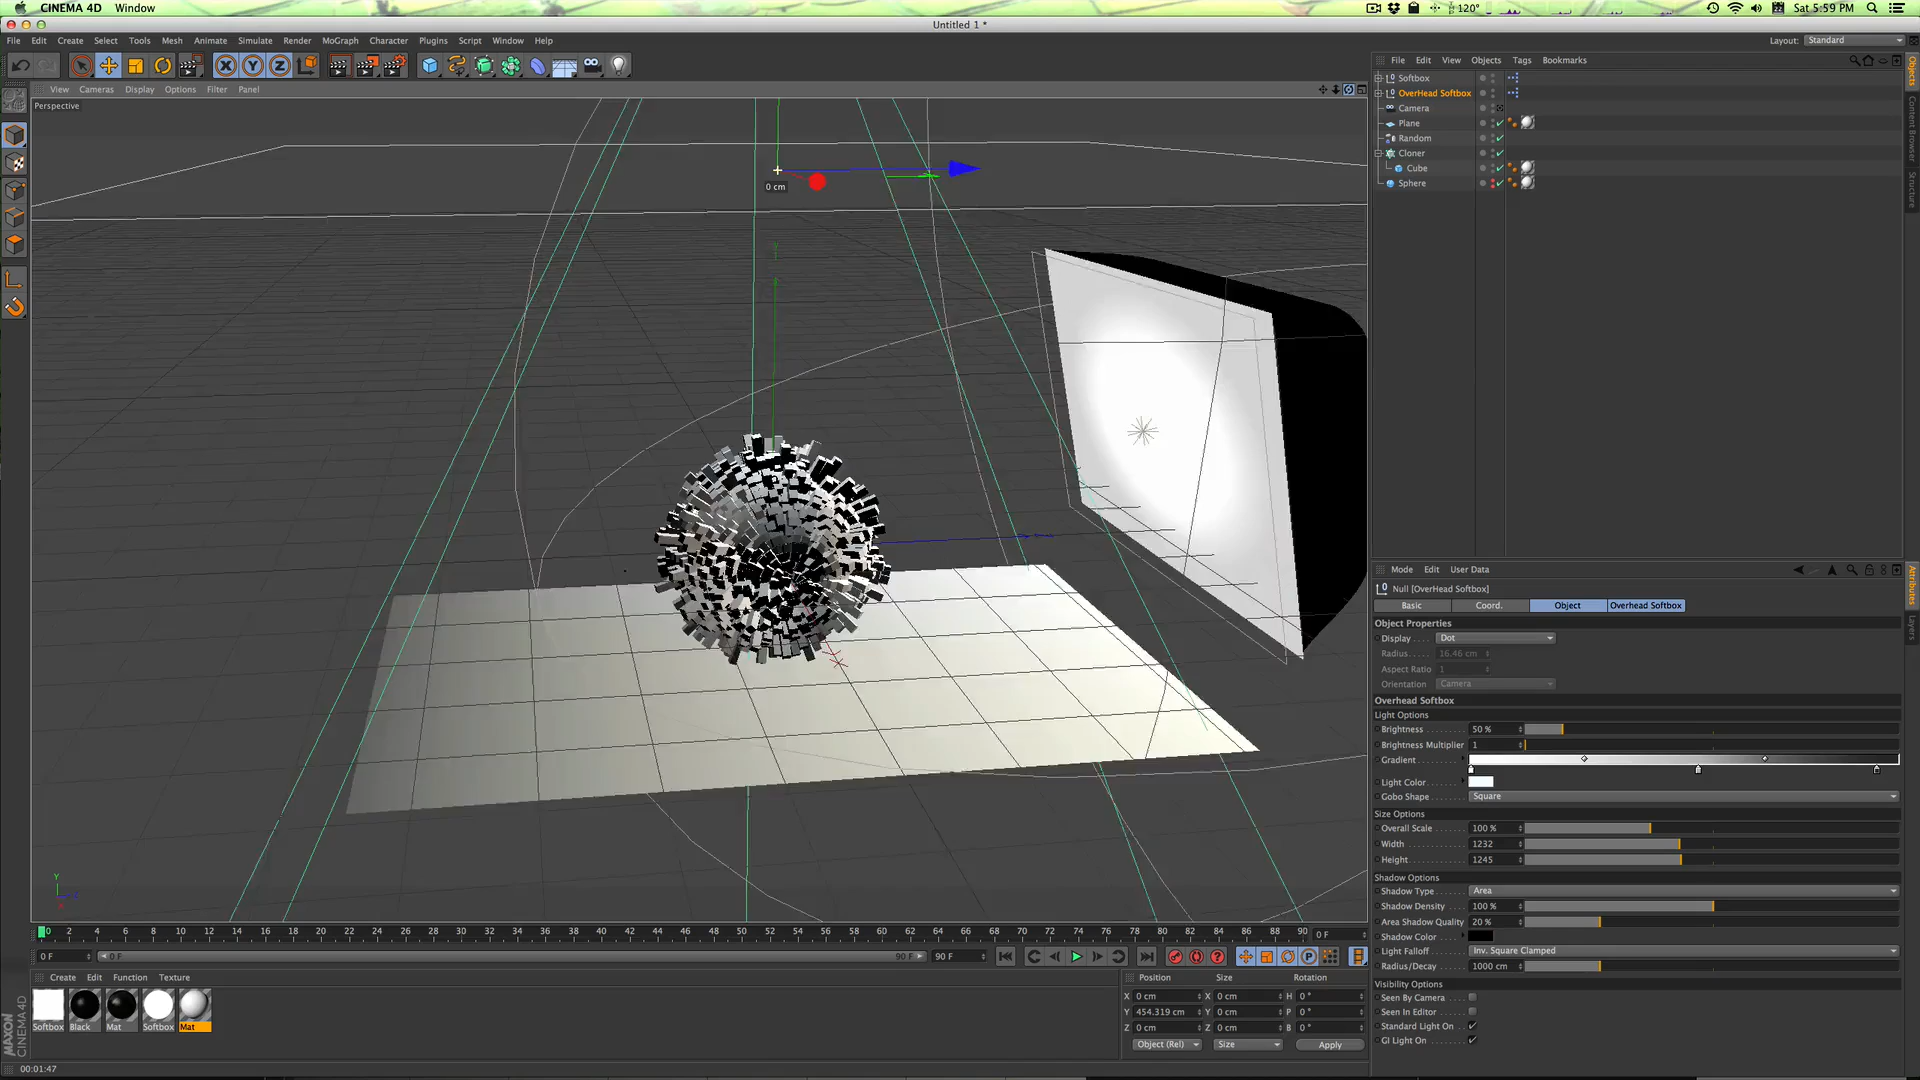 CINEMA 4D Window
120° Sat 5:59 PM
Untitled 1 *
File Edit Create Select Tools Mesh Animate Simulate Render MoGraph Character Plugins Script Window Help
Layout: Standard
View Cameras Display Options Filter Panel
Perspective
0 cm
Y
File Edit View Objects Tags Bookmarks
Softbox
OverHead Softbox
Camera
Plane
Random
Cloner
Cube
Sphere
Objects
Content Browser
Structure
Mode Edit User Data
Null [OverHead Softbox]
Basic Coord. Object Overhead Softbox
Object Properties
Display Dot
Radius 16.46 cm
Aspect Ratio 1
Orientation Camera
Overhead Softbox
Light Options
Brightness 50 %
Brightness Multiplier 1
Gradient
Light Color
Gobo Shape Square
Size Options
Overall Scale 100 %
Width 1232
Height 1245
Shadow Options
Shadow Type Area
Shadow Density 100 %
Area Shadow Quality 20 %
Shadow Color
Light Falloff Inv. Square Clamped
Radius/Decay 1000 cm
Visibility Options
Seen By Camera
Seen In Editor
Standard Light On
GI Light On
Attributes
Layers
0 2 4 6 8 10 12 14 16 18 20 22 24 26 28 30 32 34 36 38 40 42 44 46 48 50 52 54 56 58 60 62 64 66 68 70 72 74 76 78 80 82 84 86 88 90 0 F
0 F 0 F 90 F 90 F
Create Edit Function Texture
Softbox Black Mat Softbox Mat
Position Size Rotation
X 0 cm X 0 cm H 0 °
Y 454.319 cm Y 0 cm P 0 °
Z 0 cm Z 0 cm B 0 °
Object (Rel) Size Apply
MAXON CINEMA 4D
00:01:47